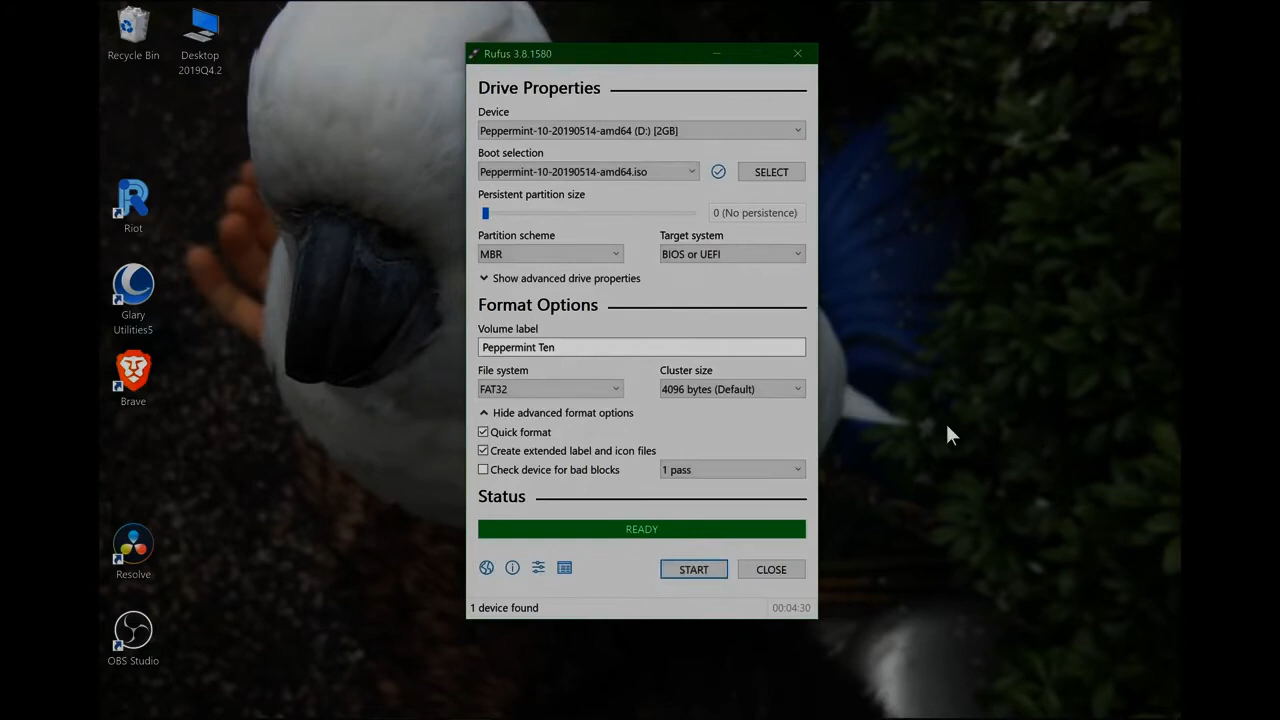 Recycle Bin
Desktop
2019Q4.2
Riot
Glary
Utilities5
Brave
Resolve
OBS Studio
Rufus 3.8.1580
Drive Properties
Device
Peppermint-10-20190514-amd64 (D:) [2GB]
Boot selection
Peppermint-10-20190514-amd64.iso
SELECT
Persistent partition size
0 (No persistence)
Partition scheme Target system
MBR BIOS or UEFI
Show advanced drive properties
Format Options
Volume label
Peppermint Ten
File system Cluster size
FAT32 4096 bytes (Default)
Hide advanced format options
Quick format
Create extended label and icon files
Check device for bad blocks 1 pass
Status
READY
START CLOSE
1 device found 00:04:30